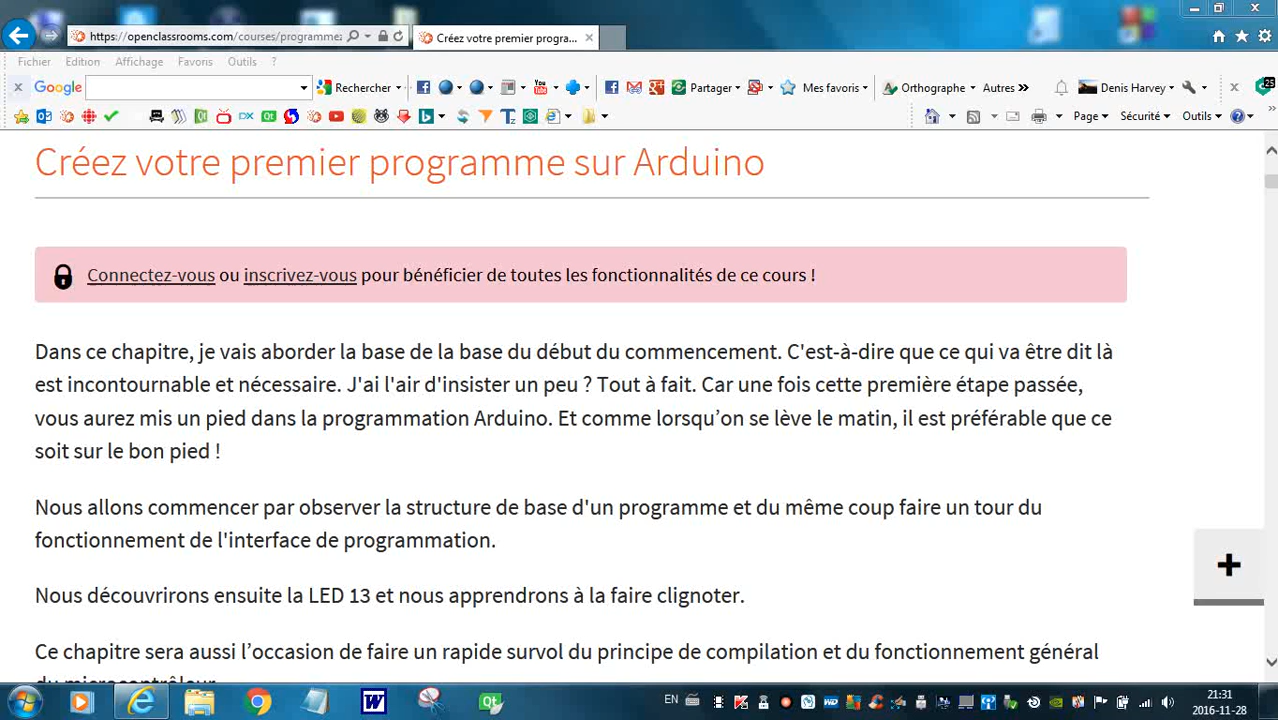 https://openclassrooms.com/courses/programme
Créez votre premier progra...
Fichier Edition Affichage Favoris Outils ?
Google Rechercher Partager Mes favoris Orthographe Autres Denis Harvey 25
Page Sécurité Outils
Créez votre premier programme sur Arduino
Connectez-vous ou inscrivez-vous pour bénéficier de toutes les fonctionnalités de ce cours !
Dans ce chapitre, je vais aborder la base de la base du début du commencement. C'est-à-dire que ce qui va être dit là
est incontournable et nécessaire. J'ai l'air d'insister un peu ? Tout à fait. Car une fois cette première étape passée,
vous aurez mis un pied dans la programmation Arduino. Et comme lorsqu’on se lève le matin, il est préférable que ce
soit sur le bon pied !
Nous allons commencer par observer la structure de base d'un programme et du même coup faire un tour du
fonctionnement de l'interface de programmation.
Nous découvrirons ensuite la LED 13 et nous apprendrons à la faire clignoter.
Ce chapitre sera aussi l’occasion de faire un rapide survol du principe de compilation et du fonctionnement général
du microcontrôleur
EN 21:31
2016-11-28